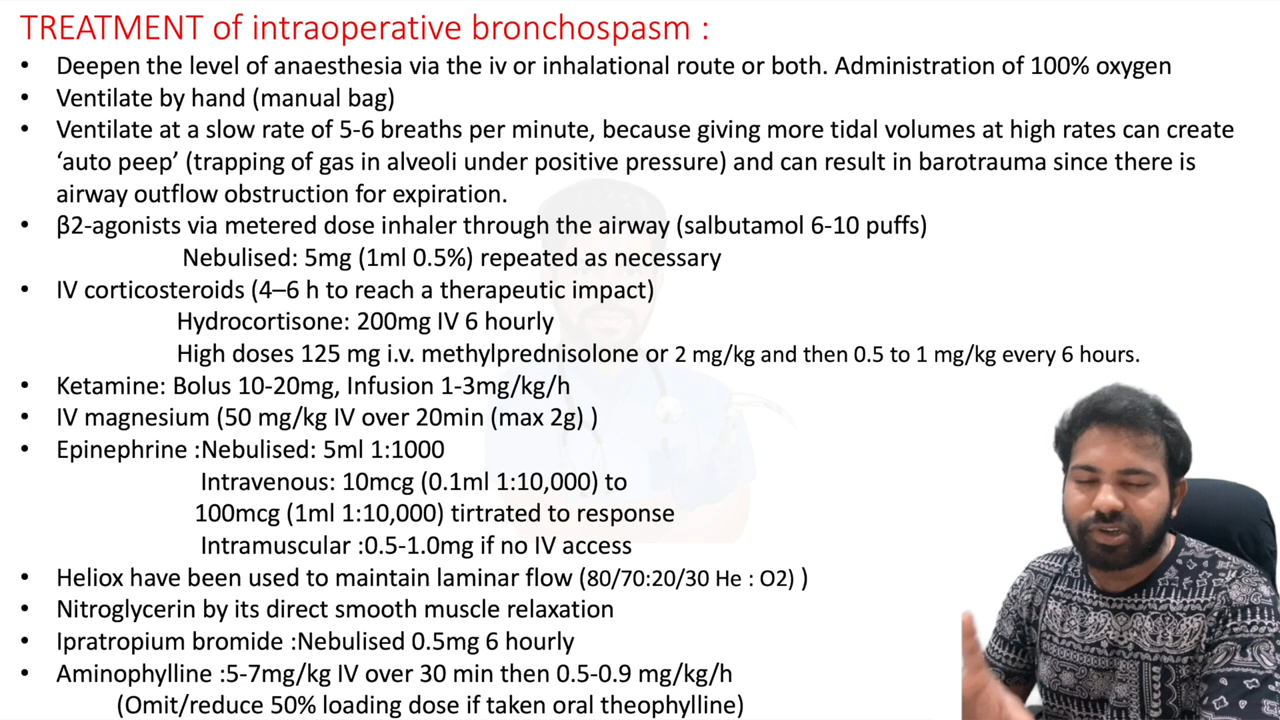 TREATMENT of intraoperative bronchospasm :
• Deepen the level of anaesthesia via the iv or inhalational route or both. Administration of 100% oxygen
• Ventilate by hand (manual bag)
• Ventilate at a slow rate of 5-6 breaths per minute, because giving more tidal volumes at high rates can create
‘auto peep’ (trapping of gas in alveoli under positive pressure) and can result in barotrauma since there is
airway outflow obstruction for expiration.
• β2-agonists via metered dose inhaler through the airway (salbutamol 6-10 puffs)
Nebulised: 5mg (1ml 0.5%) repeated as necessary
• IV corticosteroids (4–6 h to reach a therapeutic impact)
Hydrocortisone: 200mg IV 6 hourly
High doses 125 mg i.v. methylprednisolone or 2 mg/kg and then 0.5 to 1 mg/kg every 6 hours.
• Ketamine: Bolus 10-20mg, Infusion 1-3mg/kg/h
• IV magnesium (50 mg/kg IV over 20min (max 2g) )
• Epinephrine :Nebulised: 5ml 1:1000
Intravenous: 10mcg (0.1ml 1:10,000) to
100mcg (1ml 1:10,000) tirtrated to response
Intramuscular :0.5-1.0mg if no IV access
• Heliox have been used to maintain laminar flow (80/70:20/30 He : O2) )
• Nitroglycerin by its direct smooth muscle relaxation
• Ipratropium bromide :Nebulised 0.5mg 6 hourly
• Aminophylline :5-7mg/kg IV over 30 min then 0.5-0.9 mg/kg/h
(Omit/reduce 50% loading dose if taken oral theophylline)